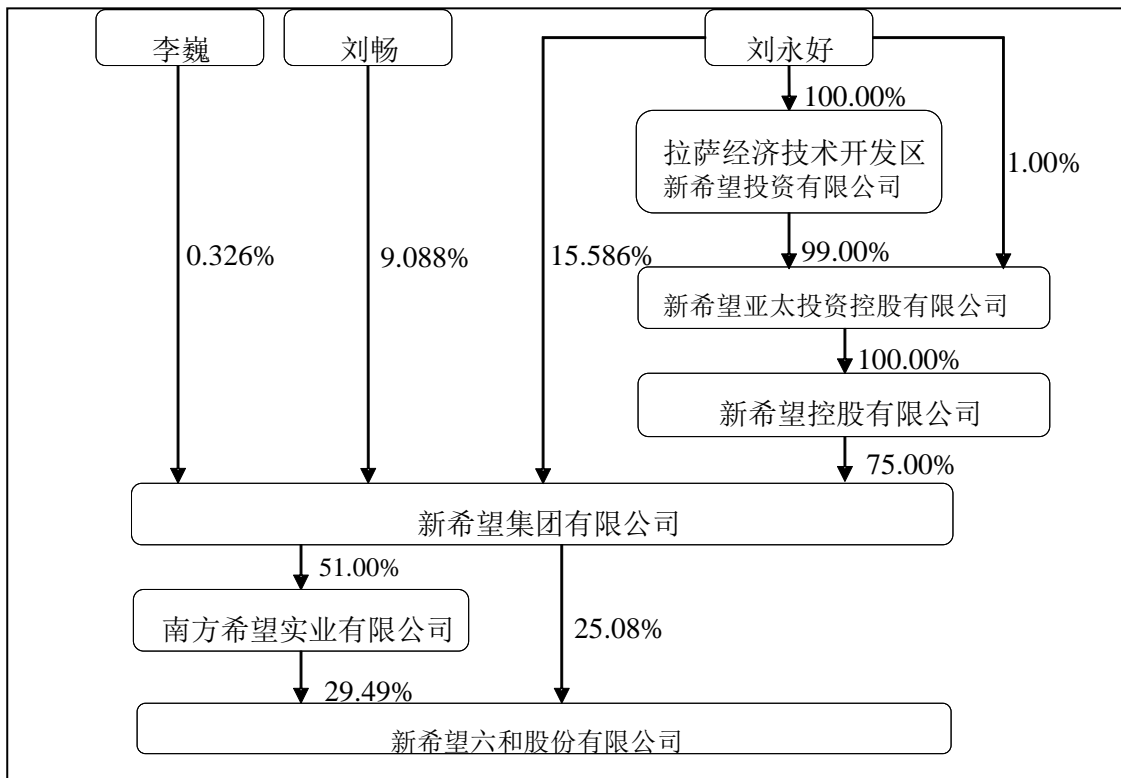 李巍
刘畅
刘永好
100.00%
拉萨经济技术开发区
新希望投资有限公司
1.00%
0.326%
9.088%
15.586%
99.00%
新希望亚太投资控股有限公司
100.00%
新希望控股有限公司
75.00%
新希望集团有限公司
51.00%
南方希望实业有限公司
25.08%
29.49%
新希望六和股份有限公司